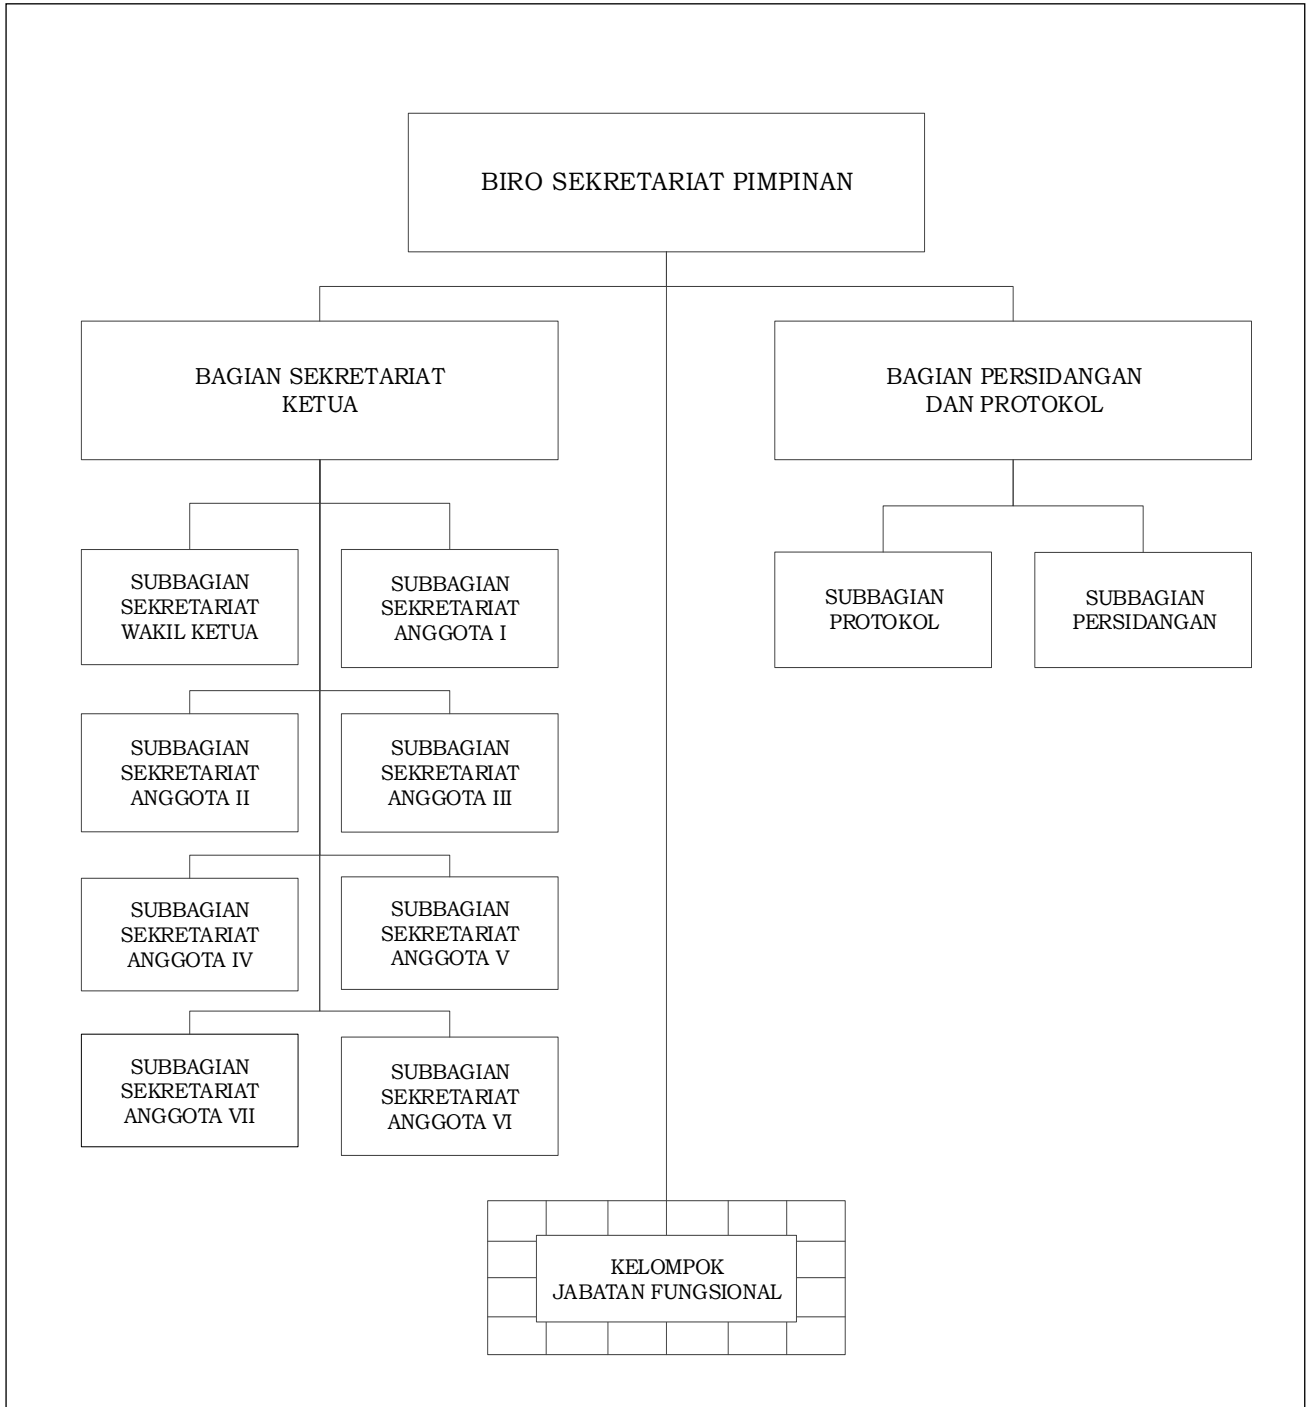 BIRO SEKRETARIAT PIMPINAN
BAGIAN SEKRETARIAT
KETUA
BAGIAN PERSIDANGAN
DAN PROTOKOL
SUBBAGIAN
SEKRETARIAT
WAKIL KETUA
SUBBAGIAN
SEKRETARIAT
ANGGOTA I
SUBBAGIAN
PROTOKOL
SUBBAGIAN
PERSIDANGAN
SUBBAGIAN
SEKRETARIAT
ANGGOTA II
SUBBAGIAN
SEKRETARIAT
ANGGOTA III
SUBBAGIAN
SEKRETARIAT
ANGGOTA IV
SUBBAGIAN
SEKRETARIAT
ANGGOTA V
SUBBAGIAN
SEKRETARIAT
ANGGOTA VII
SUBBAGIAN
SEKRETARIAT
ANGGOTA VI
KELOMPOK
JABATAN FUNGSIONAL